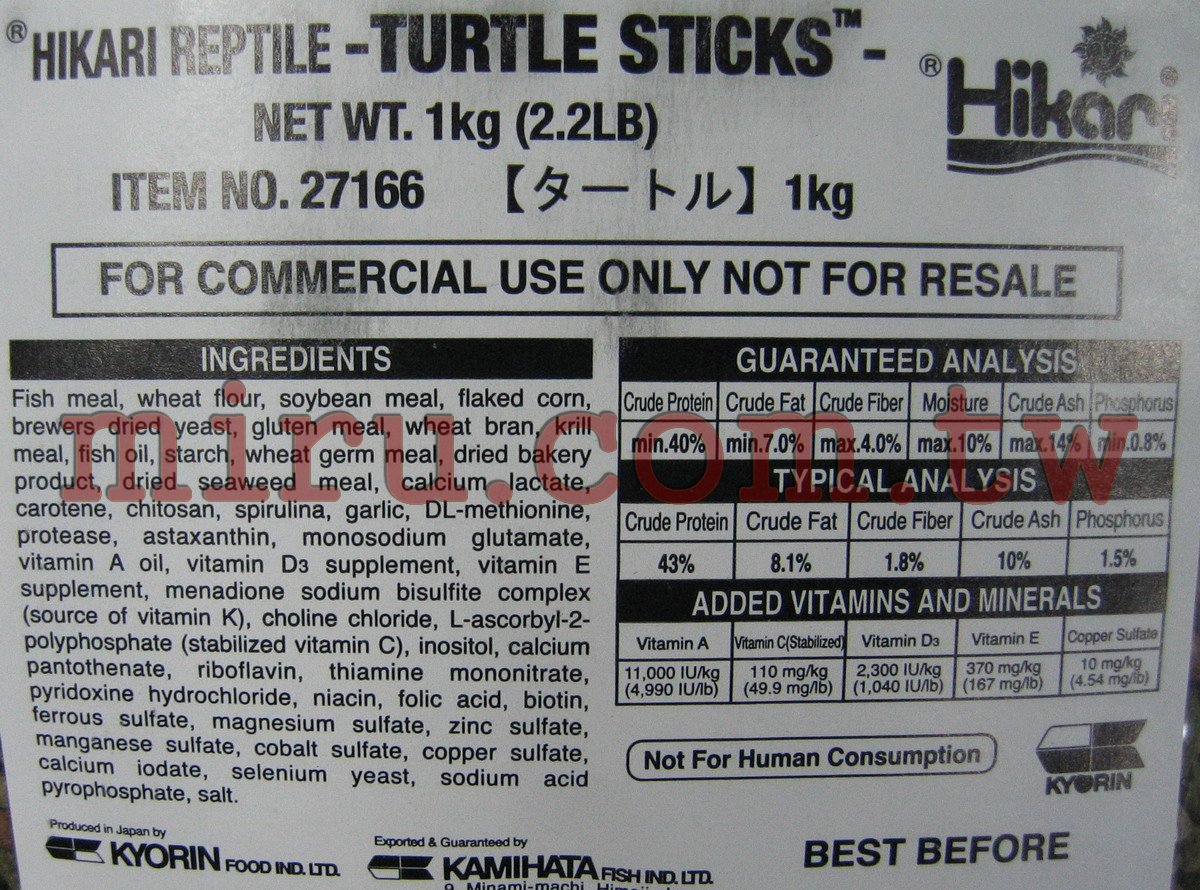 ® HIKARI REPTILE -TURTLE STICKS™-
® Hikari ®
NET WT. 1kg (2.2LB)
ITEM NO. 27166 【タートル】1kg
FOR COMMERCIAL USE ONLY NOT FOR RESALE
INGREDIENTS
Fish meal, wheat flour, soybean meal, flaked corn,
brewers dried yeast, gluten meal, wheat bran, krill
meal, fish oil, starch, wheat germ meal, dried bakery
product, dried seaweed meal, calcium lactate,
carotene, chitosan, spirulina, garlic, DL-methionine,
protease, astaxanthin, monosodium glutamate,
vitamin A oil, vitamin D3 supplement, vitamin E
supplement, menadione sodium bisulfite complex
(source of vitamin K), choline chloride, L-ascorbyl-2-
polyphosphate (stabilized vitamin C), inositol, calcium
pantothenate, riboflavin, thiamine mononitrate,
pyridoxine hydrochloride, niacin, folic acid, biotin,
ferrous sulfate, magnesium sulfate, zinc sulfate,
manganese sulfate, cobalt sulfate, copper sulfate,
calcium iodate, selenium yeast, sodium acid
pyrophosphate, salt.
GUARANTEED ANALYSIS
Crude Protein Crude Fat Crude Fiber Moisture Crude Ash Phosphorus
min.40% min.7.0% max.4.0% max.10% max.14% min.0.8%
TYPICAL ANALYSIS
Crude Protein Crude Fat Crude Fiber Crude Ash Phosphorus
43% 8.1% 1.8% 10% 1.5%
ADDED VITAMINS AND MINERALS
Vitamin A Vitamin C(Stabilized) Vitamin D3 Vitamin E Copper Sulfate
11,000 IU/kg 110 mg/kg 2,300 IU/kg 370 mg/kg 10 mg/kg
(4,990 IU/lb) (49.9 mg/lb) (1,040 IU/lb) (167 mg/lb) (4.54 mg/lb)
Not For Human Consumption
KYORIN
miru.com.tw
Produced in Japan by
KYORIN FOOD IND. LTD.
Exported & Guaranteed by
KAMIHATA FISH IND. LTD.
BEST BEFORE
9, Minami-machi,